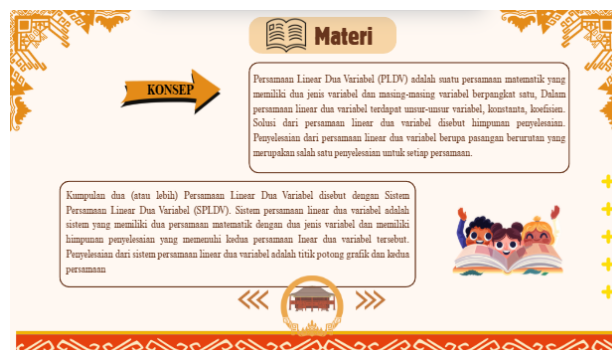 Materi
KONSEP
Persamaan Linear Dua Variabel (PLDV) adalah suatu persamaan matematik yang
memiliki dua jenis variabel dan masing-masing variabel berpangkat satu, Dalam
persamaan linear dua variabel terdapat unsur-unsur variabel, konstanta, koefisien.
Solusi dari persamaan linear dua variabel disebut himpunan penyelesaian.
Penyelesaian dari persamaan linear dua variabel berupa pasangan berurutan yang
merupakan salah satu penyelesaian untuk setiap persamaan.
Kumpulan dua (atau lebih) Persamaan Linear Dua Variabel disebut dengan Sistem
Persamaan Linear Dua Variabel (SPLDV). Sistem persamaan linear dua variabel adalah
sistem yang memiliki dua persamaan matematik dengan dua jenis variabel dan memiliki
himpunan penyelesaian yang memenuhi kedua persamaan lnear dua variabel tersebut.
Penyelesaian dari sistem persamaan linear dua variabel adalah titik potong grafik dan kedua
persamaan